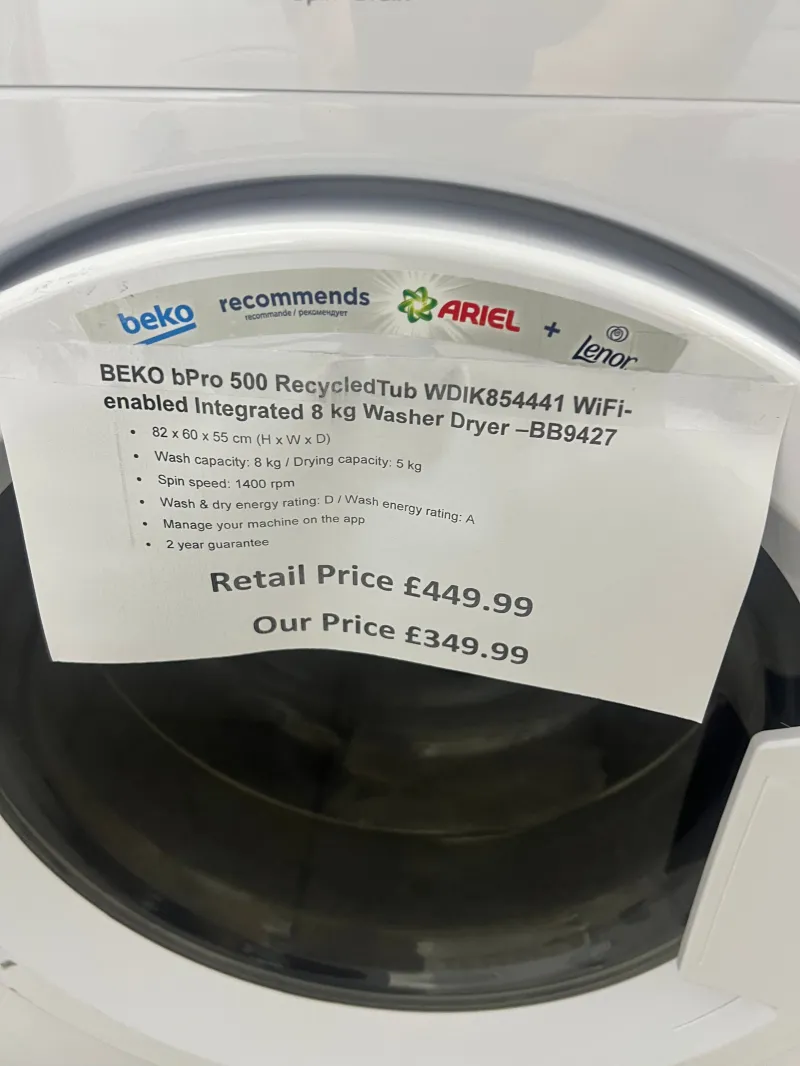 beko recommends ARIEL + Lenor
recommande / рекомендует
BEKO bPro 500 RecycledTub WDIK854441 WiFi-
enabled Integrated 8 kg Washer Dryer –BB9427
• 82 x 60 x 55 cm (H x W x D)
• Wash capacity: 8 kg / Drying capacity: 5 kg
• Spin speed: 1400 rpm
• Wash & dry energy rating: D / Wash energy rating: A
• Manage your machine on the app
• 2 year guarantee
Retail Price £449.99
Our Price £349.99